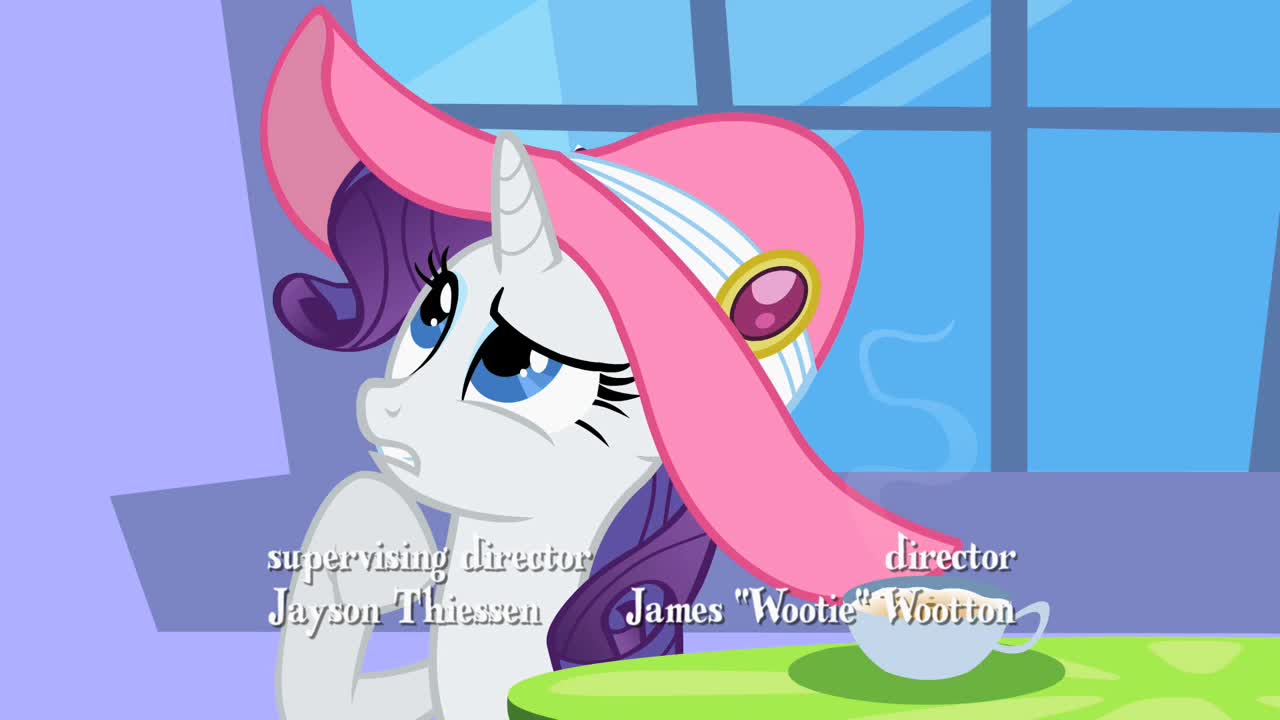 supervising director
Jayson Thiessen
director
James "Wootie" Wootton